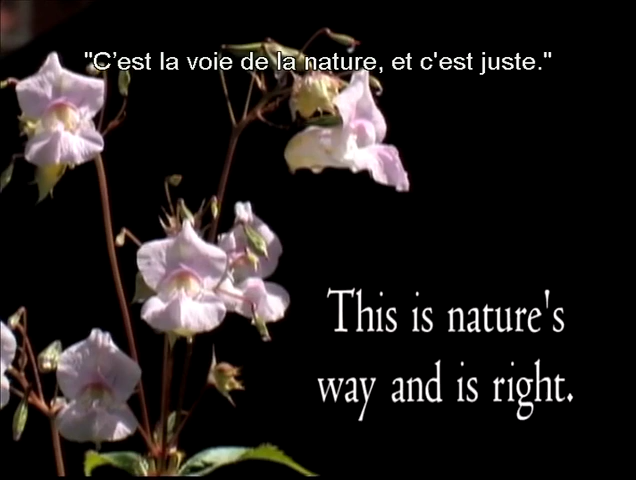 "C'est la voie de la nature, et c'est juste."
This is nature's
way and is right.